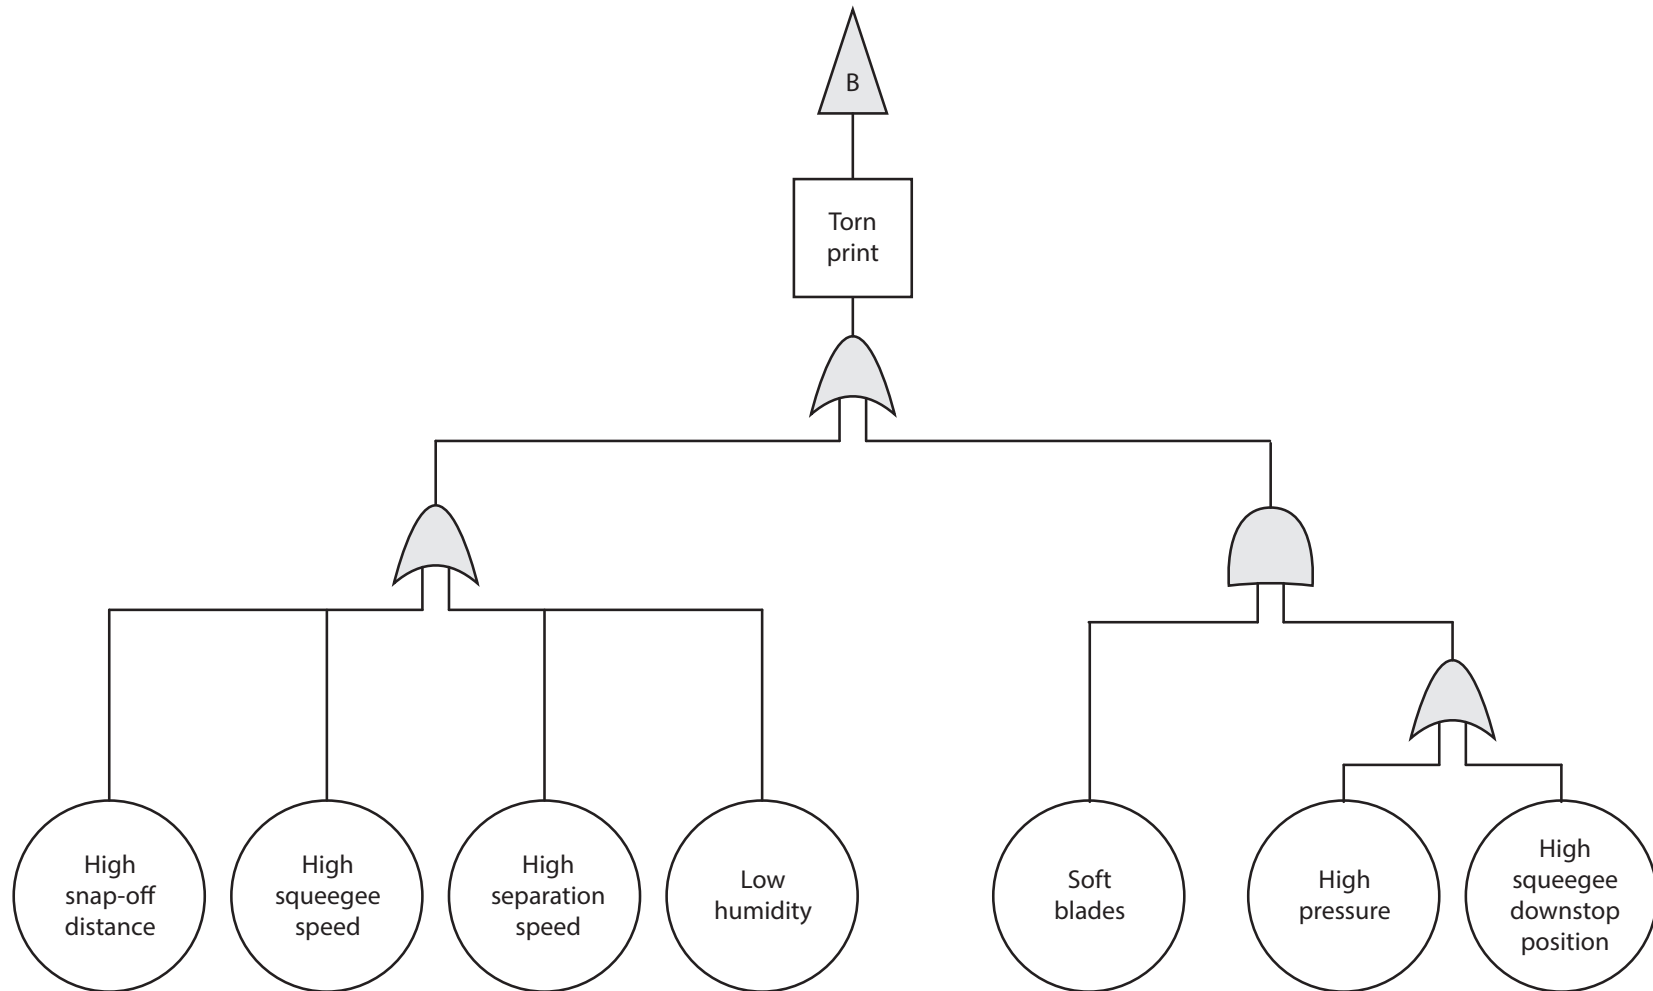 B
Torn
print
High
snap-off
distance
High
squeegee
speed
High
separation
speed
Low
humidity
Soft
blades
High
pressure
High
squeegee
downstop
position